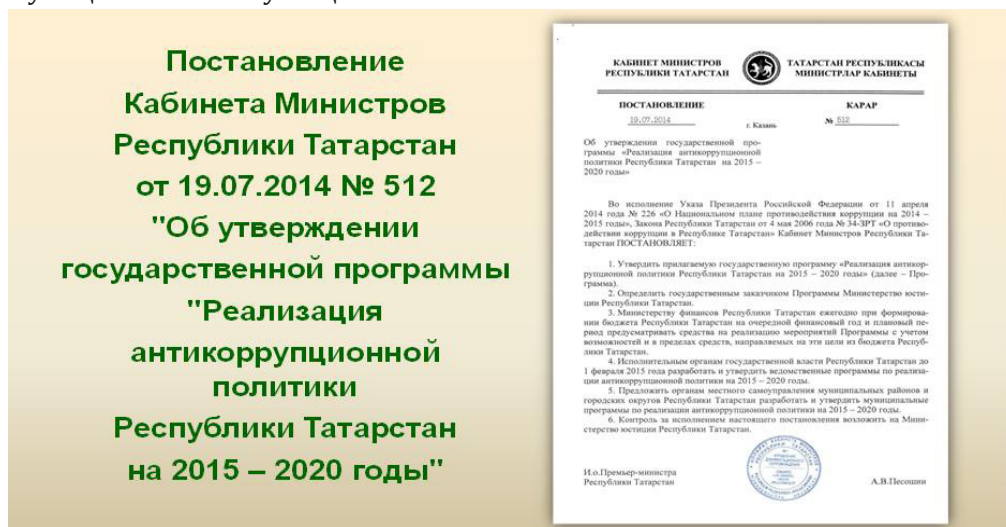 Постановление
Кабинета Министров
Республики Татарстан
от 19.07.2014 № 512
"Об утверждении
государственной программы
"Реализация
антикоррупционной
политики
Республики Татарстан
на 2015 – 2020 годы"
КАБИНЕТ МИНИСТРОВ
РЕСПУБЛИКИ ТАТАРСТАН
ТАТАРСТАН РЕСПУБЛИКАСЫ
МИНИСТРЛАР КАБИНЕТЫ
ПОСТАНОВЛЕНИЕ
КАРАР
19.07.2014
г. Казань
№ 512
Об утверждении государственной про-
граммы «Реализация антикоррупционной
политики Республики Татарстан на 2015 –
2020 годы»
Во исполнение Указа Президента Российской Федерации от 11 апреля
2014 года № 226 «О Национальном плане противодействия коррупции на 2014 –
2015 годы», Закона Республики Татарстан от 4 мая 2006 года № 34-ЗРТ «О противо-
действии коррупции в Республике Татарстан» Кабинет Министров Республики Та-
тарстан ПОСТАНОВЛЯЕТ:
1. Утвердить прилагаемую государственную программу «Реализация антикор-
рупционной политики Республики Татарстан на 2015 – 2020 годы» (далее – Про-
грамма).
2. Определить государственным заказчиком Программы Министерство юсти-
ции Республики Татарстан.
3. Министерству финансов Республики Татарстан ежегодно при формирова-
нии бюджета Республики Татарстан на очередной финансовый год и плановый пе-
риод предусматривать средства на реализацию мероприятий Программы с учетом
возможностей и в пределах средств, направляемых на эти цели из бюджета Респуб-
лики Татарстан.
4. Исполнительным органам государственной власти Республики Татарстан до
1 февраля 2015 года разработать и утвердить ведомственные программы по реализа-
ции антикоррупционной политики на 2015 – 2020 годы.
5. Предложить органам местного самоуправления муниципальных районов и
городских округов Республики Татарстан разработать и утвердить муниципальные
программы по реализации антикоррупционной политики на 2015 – 2020 годы.
6. Контроль за исполнением настоящего постановления возложить на Мини-
стерство юстиции Республики Татарстан.
И.о.Премьер-министра
Республики Татарстан
А.В.Песошин